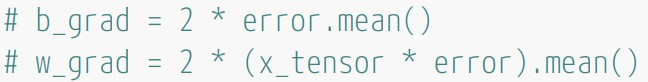 # b_grad = 2 * error.mean()
# w_grad = 2 * (x_tensor * error).mean()